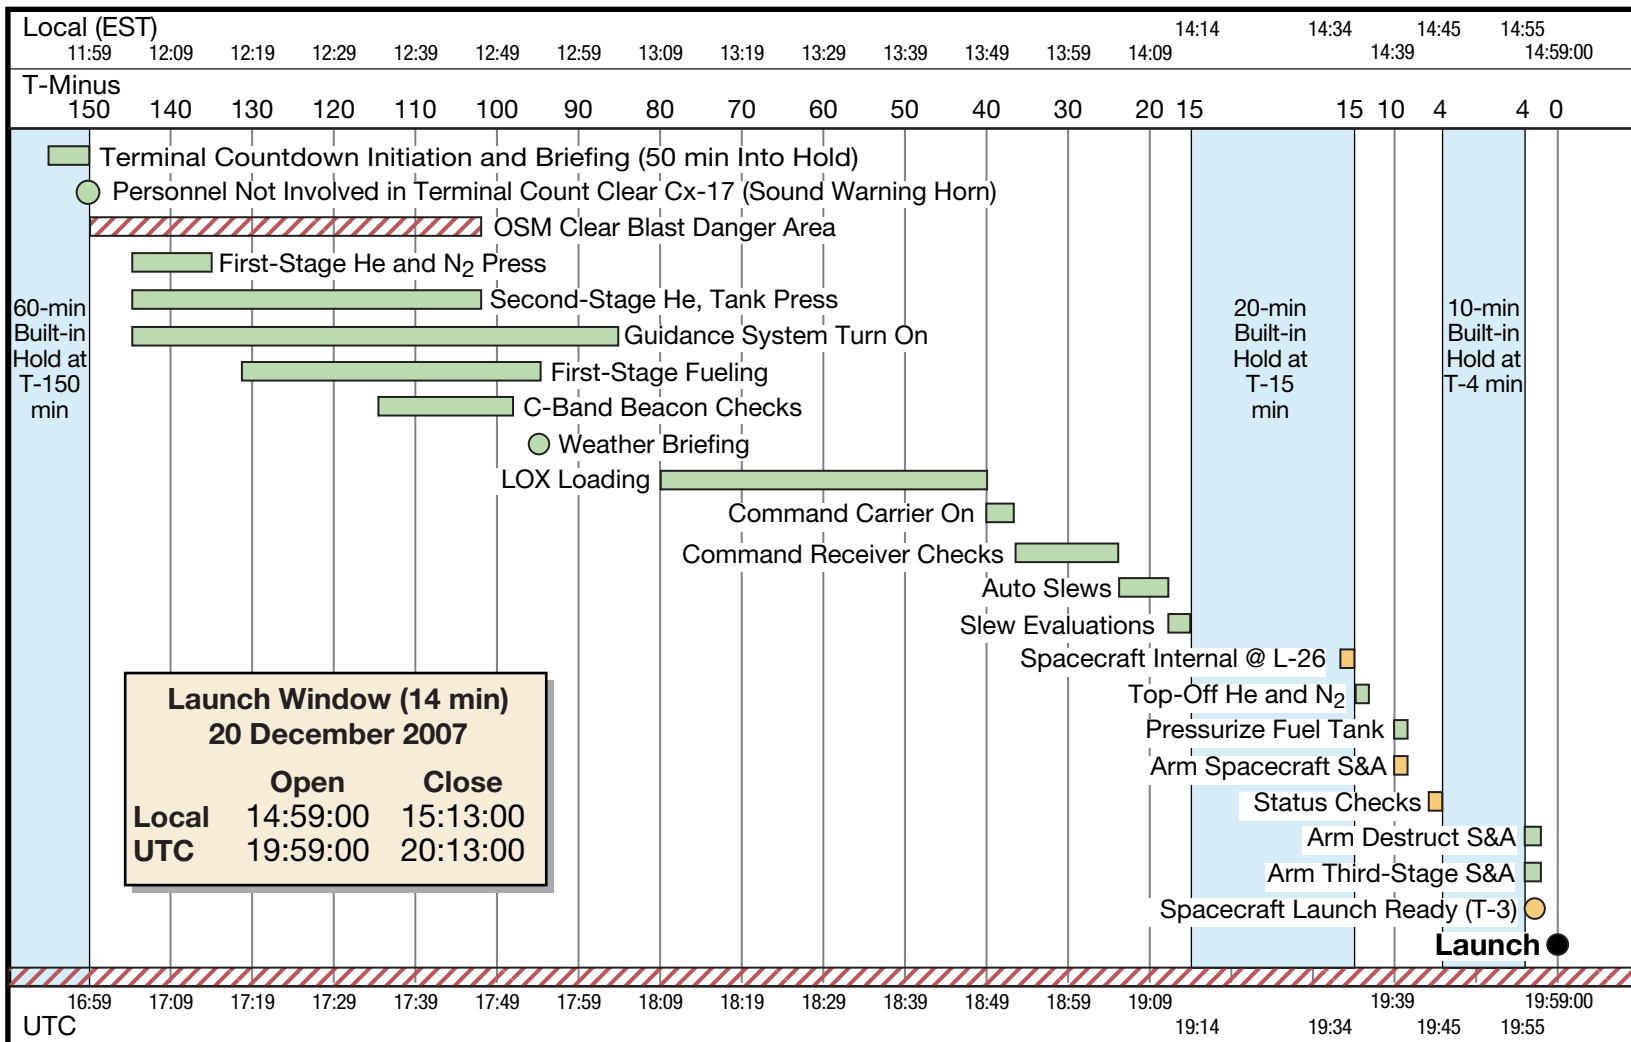 Local (EST)
14:14 14:34 14:45 14:55
11:59 12:09 12:19 12:29 12:39 12:49 12:59 13:09 13:19 13:29 13:39 13:49 13:59 14:09 14:39 14:59:00
T-Minus
150 140 130 120 110 100 90 80 70 60 50 40 30 20 15 15 10 4 4 0
Terminal Countdown Initiation and Briefing (50 min Into Hold)
Personnel Not Involved in Terminal Count Clear Cx-17 (Sound Warning Horn)
OSM Clear Blast Danger Area
First-Stage He and N2 Press
Second-Stage He, Tank Press
Guidance System Turn On
First-Stage Fueling
C-Band Beacon Checks
Weather Briefing
LOX Loading
Command Carrier On
Command Receiver Checks
Auto Slews
Slew Evaluations
Spacecraft Internal @ L-26
Top-Off He and N2
Pressurize Fuel Tank
Arm Spacecraft S&A
Status Checks
Arm Destruct S&A
Arm Third-Stage S&A
Spacecraft Launch Ready (T-3)
Launch
60-min
Built-in
Hold at
T-150
min
20-min
Built-in
Hold at
T-15
min
10-min
Built-in
Hold at
T-4 min
Launch Window (14 min)
20 December 2007
Open Close
Local 14:59:00 15:13:00
UTC 19:59:00 20:13:00
16:59 17:09 17:19 17:29 17:39 17:49 17:59 18:09 18:19 18:29 18:39 18:49 18:59 19:09 19:39 19:59:00
UTC
19:14 19:34 19:45 19:55